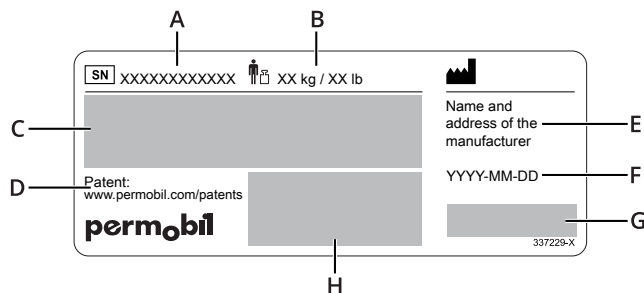 A
B
SN XXXXXXXXXXXX XX kg / XX lb
C
Name and
address of the
manufacturer
E
D
Patent:
www.permobil.com/patents
YYYY-MM-DD
F
permobil
G
337229-X
H